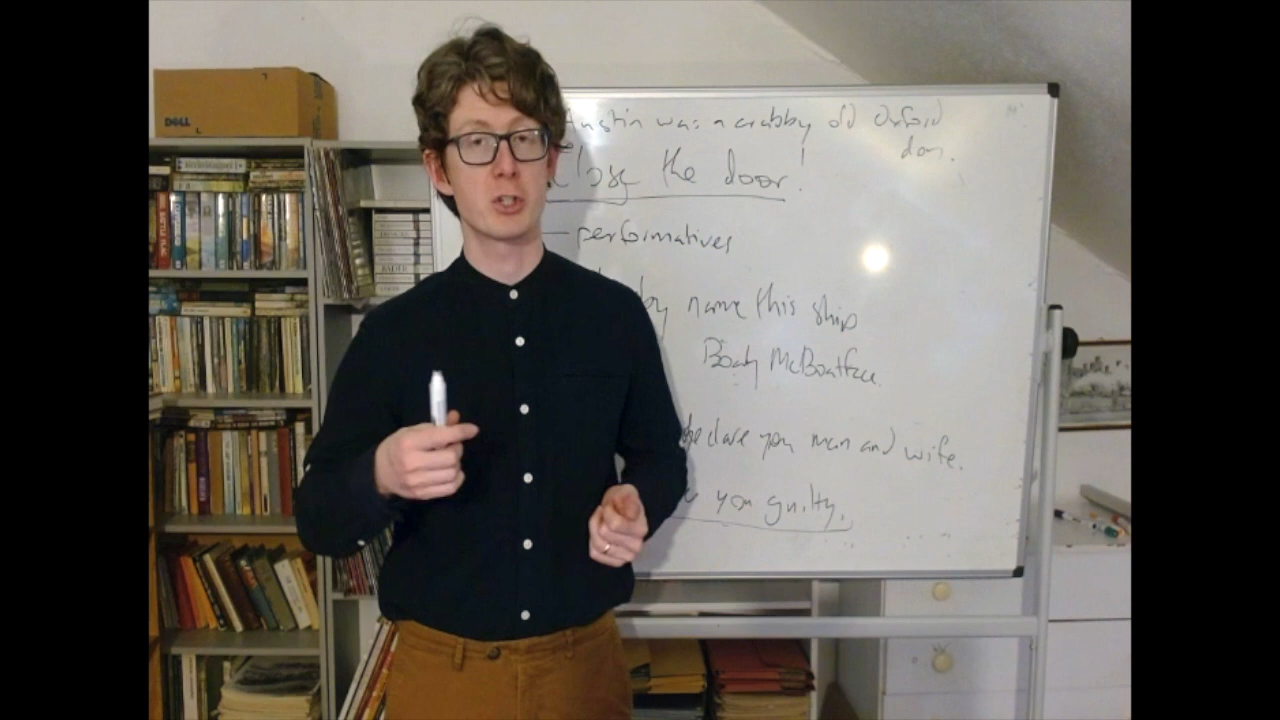 DELL
Austin was a crabby old Oxford
don.
Close the door!
— performatives
by name this ship
Boaty McBoatface.
declare you man and wife.
you guilty.